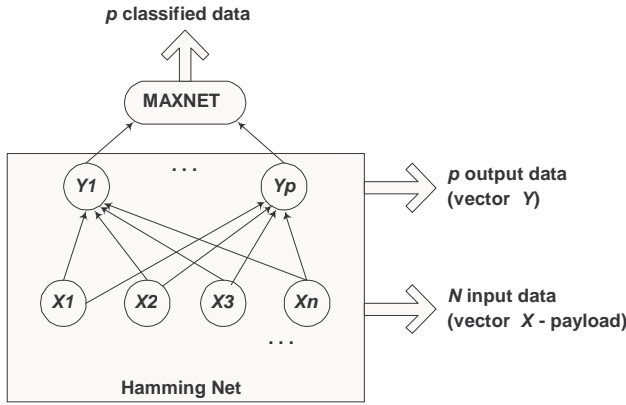 p classified data
MAXNET
. . .
Y1
Yp
p output data
(vector Y)
X1
X2
X3
Xn
N input data
(vector X - payload)
. . .
Hamming Net